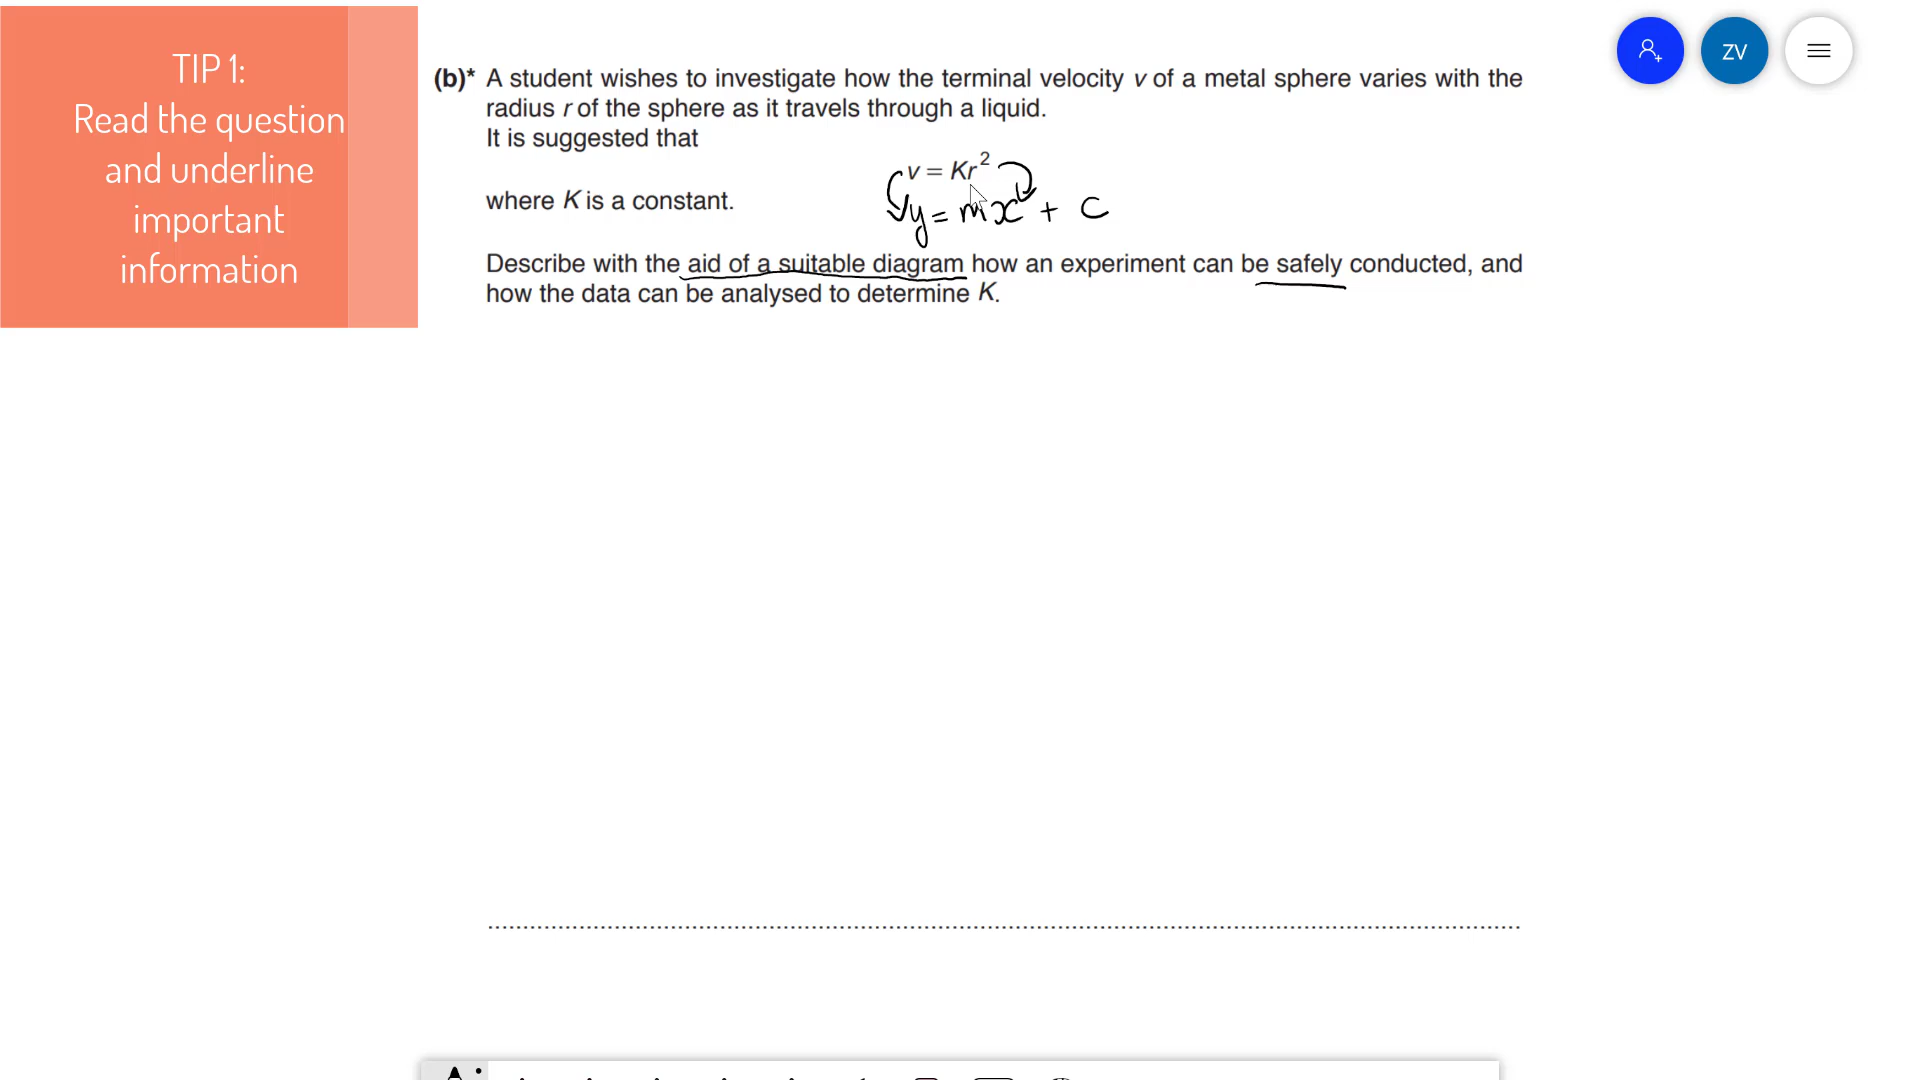 TIP 1:
Read the question
and underline
important
information
(b)* A student wishes to investigate how the terminal velocity v of a metal sphere varies with the
radius r of the sphere as it travels through a liquid.
It is suggested that
v = Kr²
where K is a constant.
y = mx + c
Describe with the aid of a suitable diagram how an experiment can be safely conducted, and
how the data can be analysed to determine K.
ZV